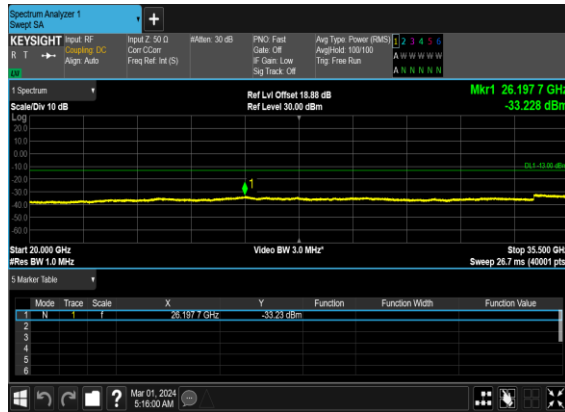 Spectrum Analyzer 1
Swept SA
+
KEYSIGHT Input: RF Input Z: 50 Ω #Atten: 30 dB PNO: Fast Avg Type: Power (RMS) 1 2 3 4 5 6
R T Coupling: DC Corr CCorr Gate: Off Avg|Hold: 100/100 A W W W W W
Align: Auto Freq Ref: Int (S) IF Gain: Low Trig: Free Run
Sig Track: Off A N N N N N
LW
1 Spectrum Ref Lvl Offset 18.88 dB Mkr1 26.197 7 GHz
Scale/Div 10 dB Ref Level 30.00 dBm -33.228 dBm
Log
20.0
10.0
0.00
-10.0 DL1 -13.00 dBm
-20.0
-30.0 1
-40.0
-50.0
-60.0
Start 20.000 GHz Video BW 3.0 MHz* Stop 35.500 GHz
#Res BW 1.0 MHz Sweep 26.7 ms (40001 pts
5 Marker Table
Mode Trace Scale X Y Function Function Width Function Value
1 N 1 f 26.197 7 GHz -33.23 dBm
2
3
4
5
6
? Mar 01, 2024
5:16:00 AM